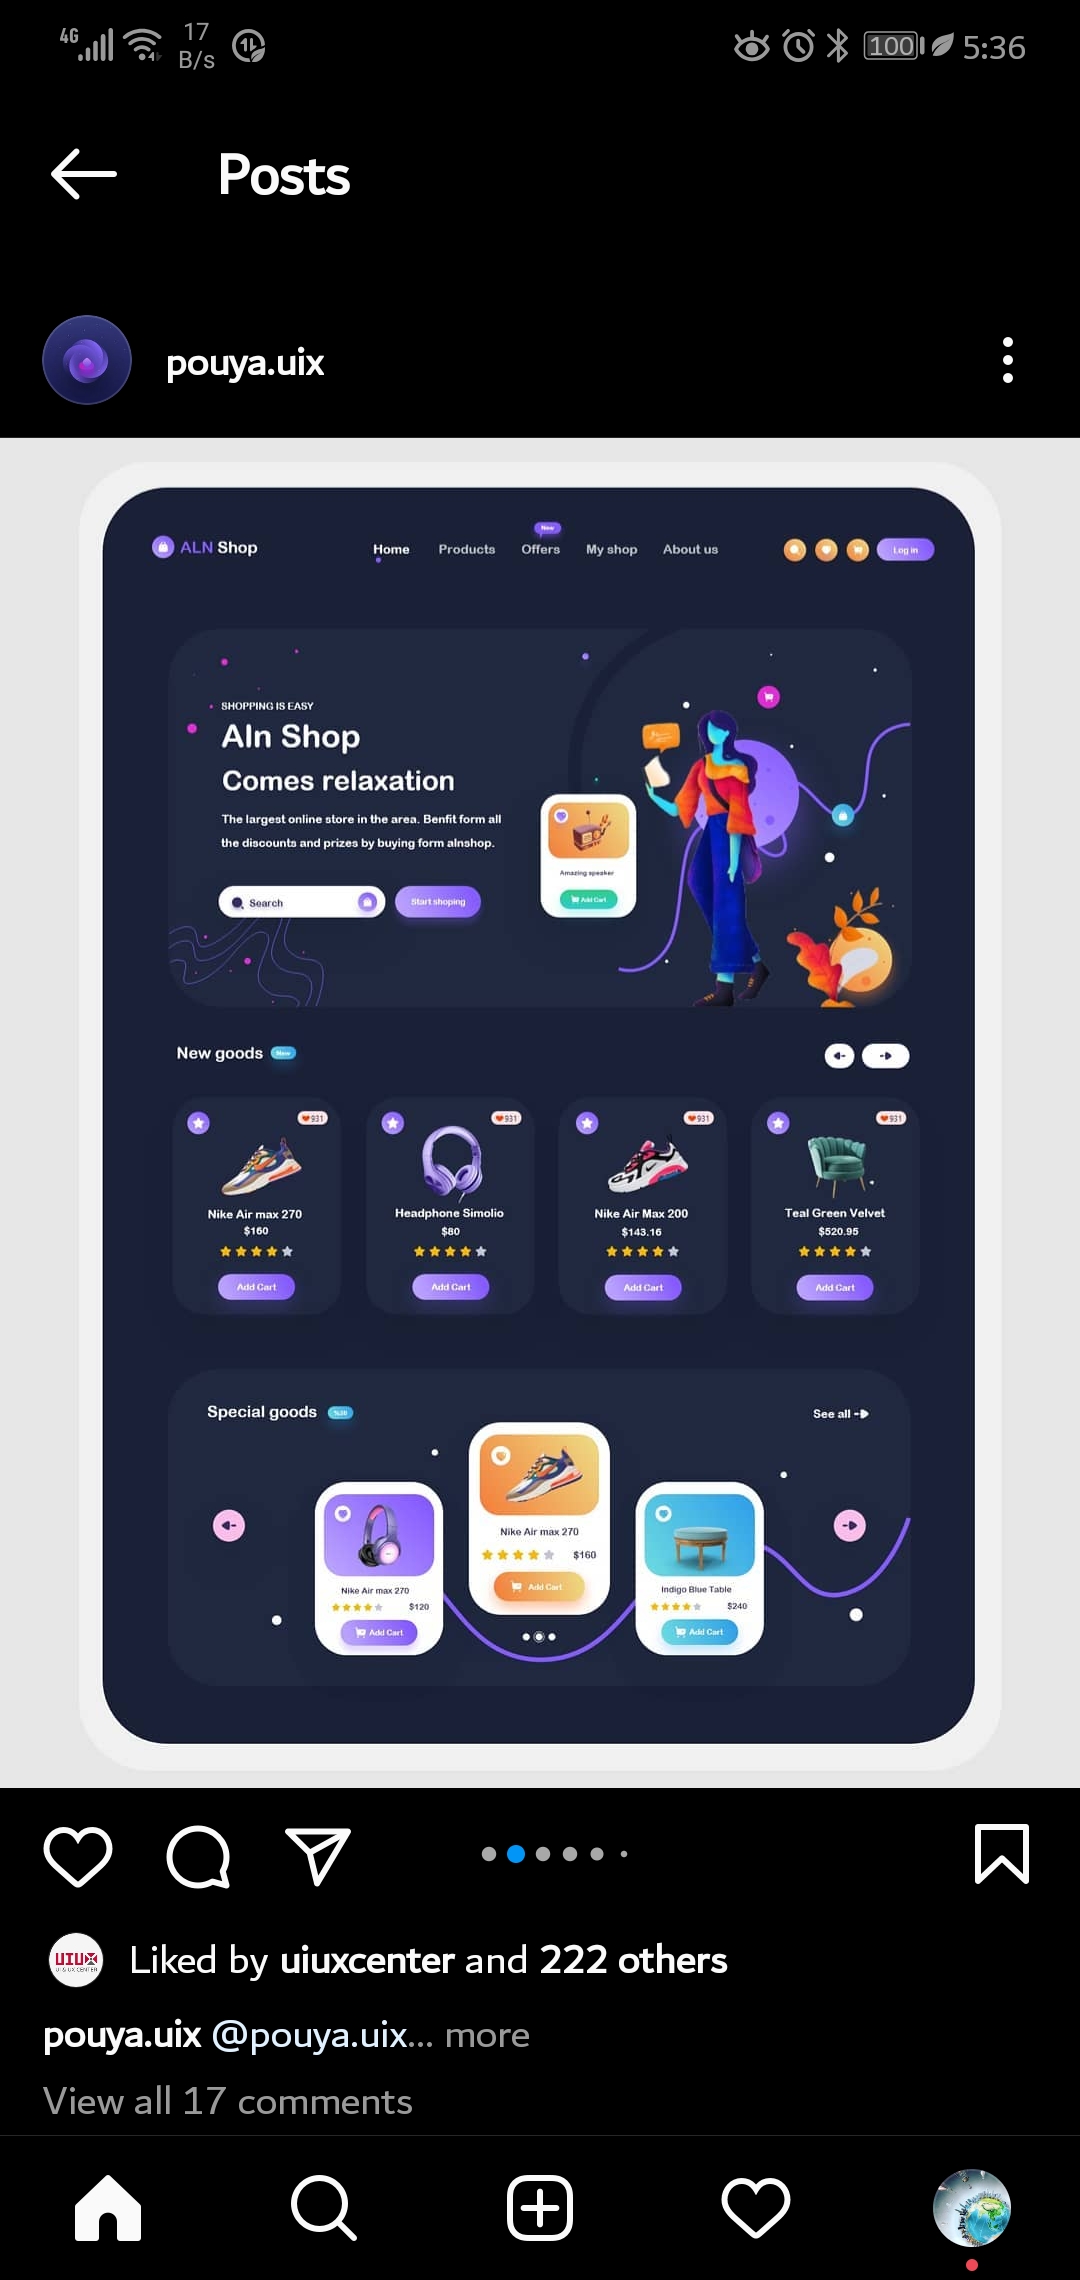 4G 17 B/s 100 5:36
Posts
pouya.uix
ALN Shop
Home Products Offers My shop About us Log in
New
SHOPPING IS EASY
Aln Shop
Comes relaxation
The largest online store in the area. Benfit form all
the discounts and prizes by buying form alnshop.
Search
Start shoping
Amazing speaker
Add Cart
New goods New
931 931 931 931
Nike Air max 270 Headphone Simolio Nike Air Max 200 Teal Green Velvet
$160 $80 $143.16 $520.95
Add Cart Add Cart Add Cart Add Cart
Special goods %30 See all
Nike Air max 270
$160
Add Cart
Nike Air max 270
$120
Add Cart
Indigo Blue Table
$240
Add Cart
UIUX
UI & UX CENTER
Liked by uiuxcenter and 222 others
pouya.uix @pouya.uix... more
View all 17 comments